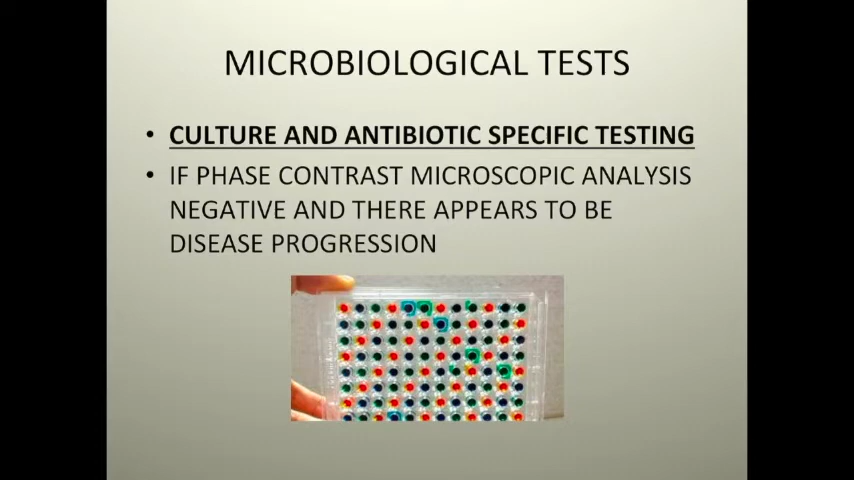 MICROBIOLOGICAL TESTS
• CULTURE AND ANTIBIOTIC SPECIFIC TESTING
• IF PHASE CONTRAST MICROSCOPIC ANALYSIS
NEGATIVE AND THERE APPEARS TO BE
DISEASE PROGRESSION